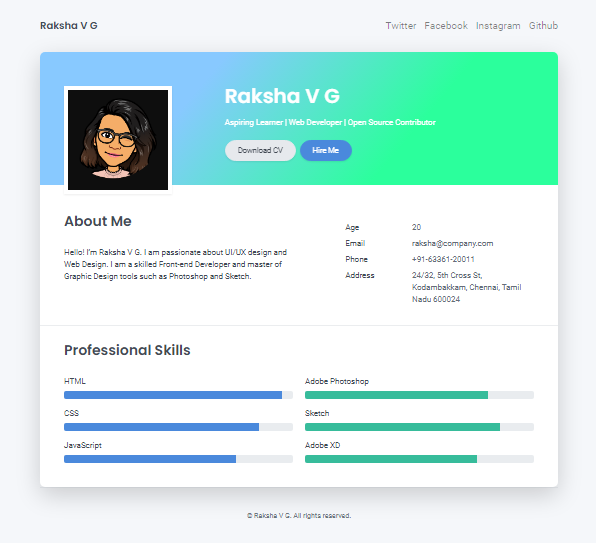 Raksha V G
Twitter Facebook Instagram Github
Raksha V G
Aspiring Learner | Web Developer | Open Source Contributor
Download CV Hire Me
About Me
Hello! I'm Raksha V G. I am passionate about UI/UX design and
Web Design. I am a skilled Front-end Developer and master of
Graphic Design tools such as Photoshop and Sketch.
Age 20
Email raksha@company.com
Phone +91-63361-20011
Address 24/32, 5th Cross St,
Kodambakkam, Chennai, Tamil
Nadu 600024
Professional Skills
HTML
CSS
JavaScript
Adobe Photoshop
Sketch
Adobe XD
© Raksha V G. All rights reserved.